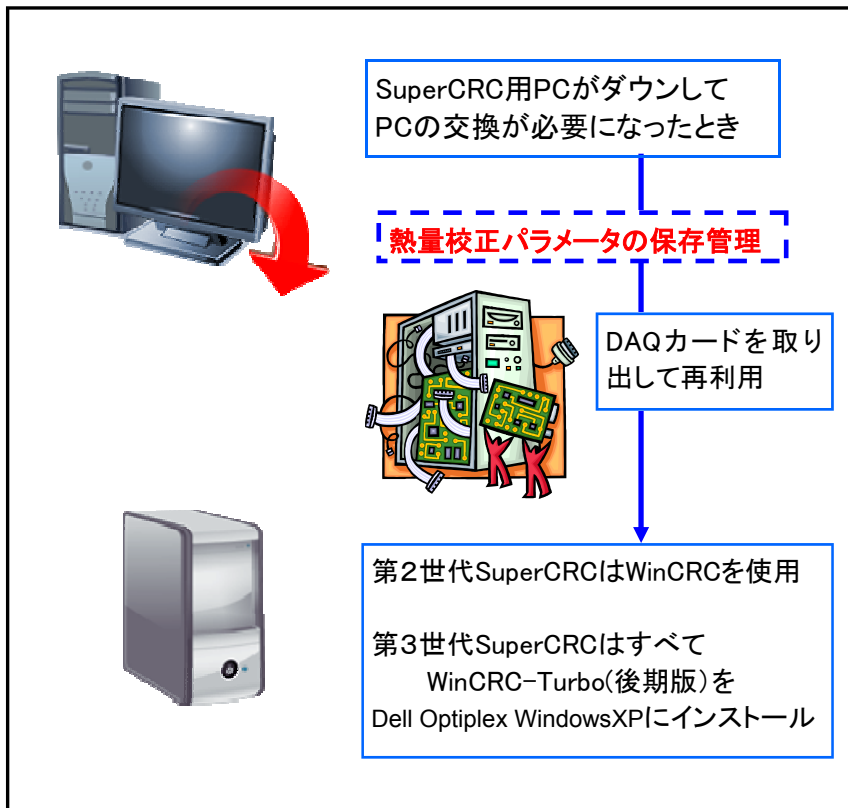 SuperCRC用PCがダウンして
PCの交換が必要になったとき
熱量校正パラメータの保存管理
DAQカードを取り
出して再利用
第2世代SuperCRCはWinCRCを使用
第3世代SuperCRCはすべて
WinCRC-Turbo(後期版)を
Dell Optiplex WindowsXPにインストール